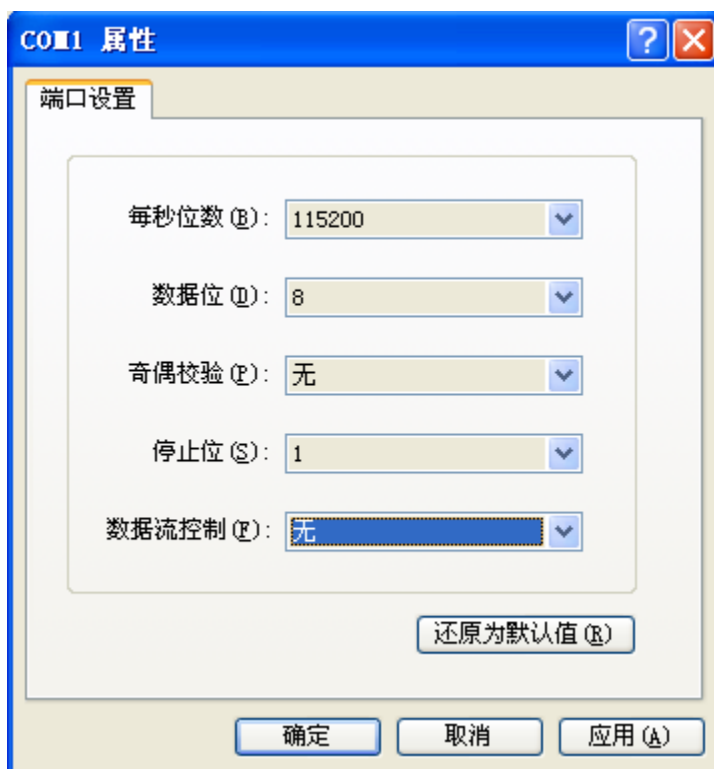 COM1 属性
端口设置
每秒位数(B): 115200
数据位(D): 8
奇偶校验(P): 无
停止位(S): 1
数据流控制(F): 无
还原为默认值(R)
确定 取消 应用(A)